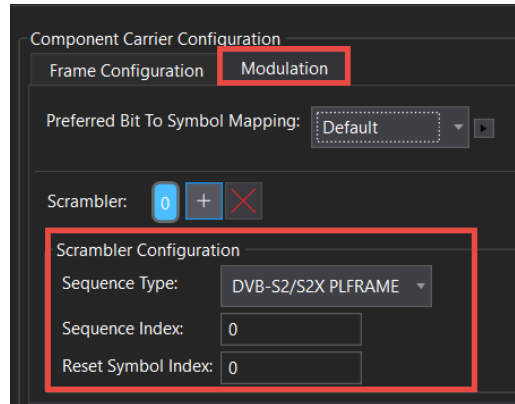 Component Carrier Configuration
Frame Configuration Modulation
Preferred Bit To Symbol Mapping: Default
Scrambler: 0 +
Scrambler Configuration
Sequence Type: DVB-S2/S2X PLFRAME
Sequence Index: 0
Reset Symbol Index: 0